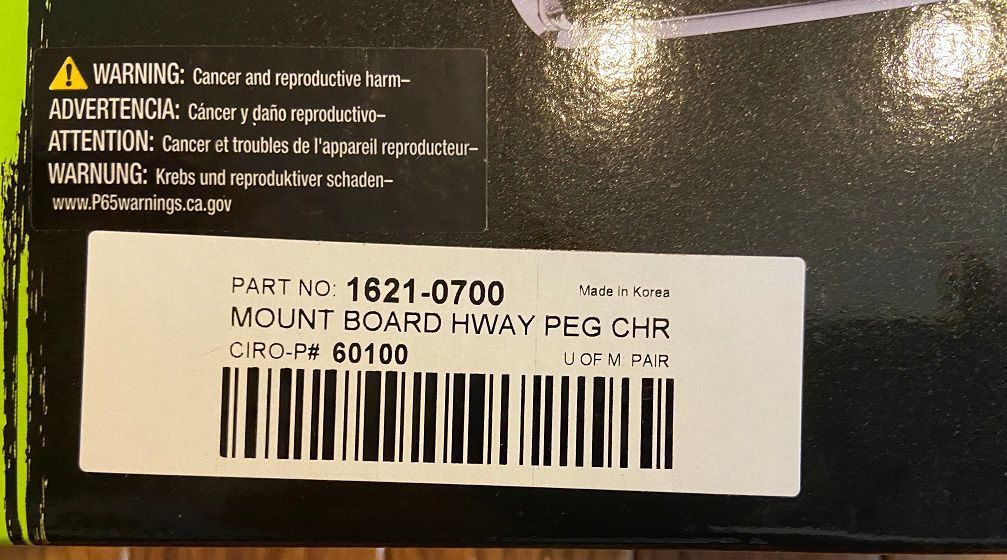 WARNING: Cancer and reproductive harm–
ADVERTENCIA: Cáncer y daño reproductivo–
ATTENTION: Cancer et troubles de l'appareil reproducteur–
WARNUNG: Krebs und reproduktiver schaden–
www.P65warnings.ca.gov
PART NO: 1621-0700 Made in Korea
MOUNT BOARD HWAY PEG CHR
CIRO-P# 60100 U OF M: PAIR